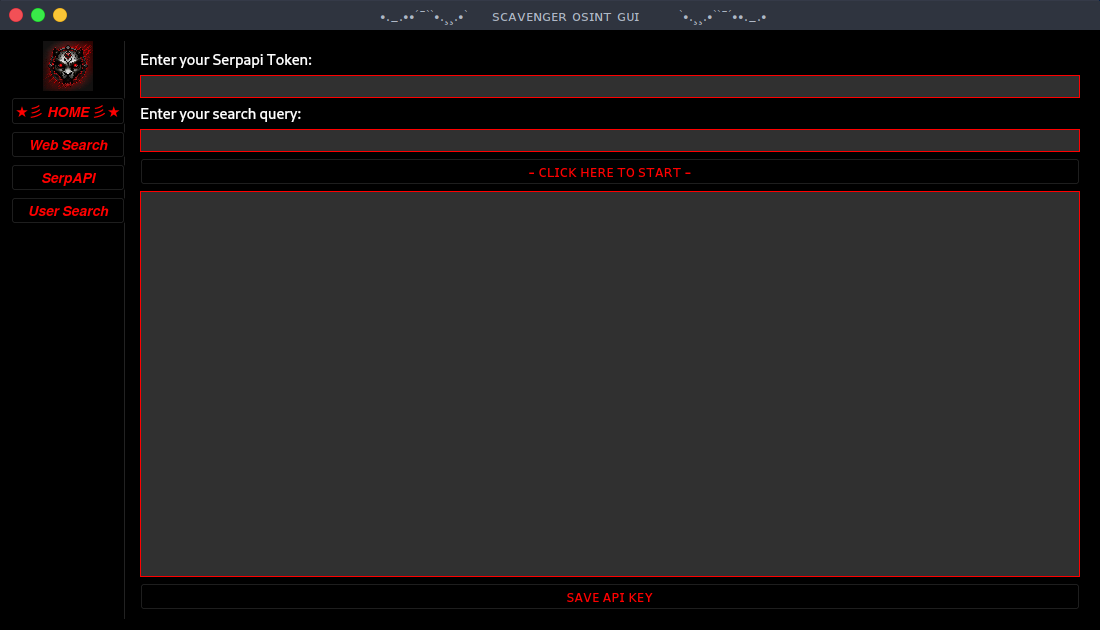 •._.••´¯``•.¸¸.•` SCAVENGER OSINT GUI `•.¸¸.•``¯´••._.•
Enter your Serpapi Token:
★彡 HOME 彡★
Enter your search query:
Web Search
– CLICK HERE TO START –
SerpAPI
User Search
SAVE API KEY